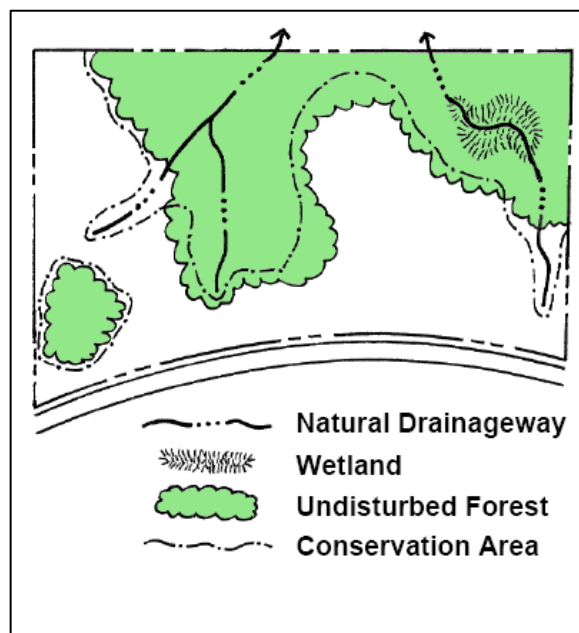 Natural Drainageway
Wetland
Undisturbed Forest
Conservation Area